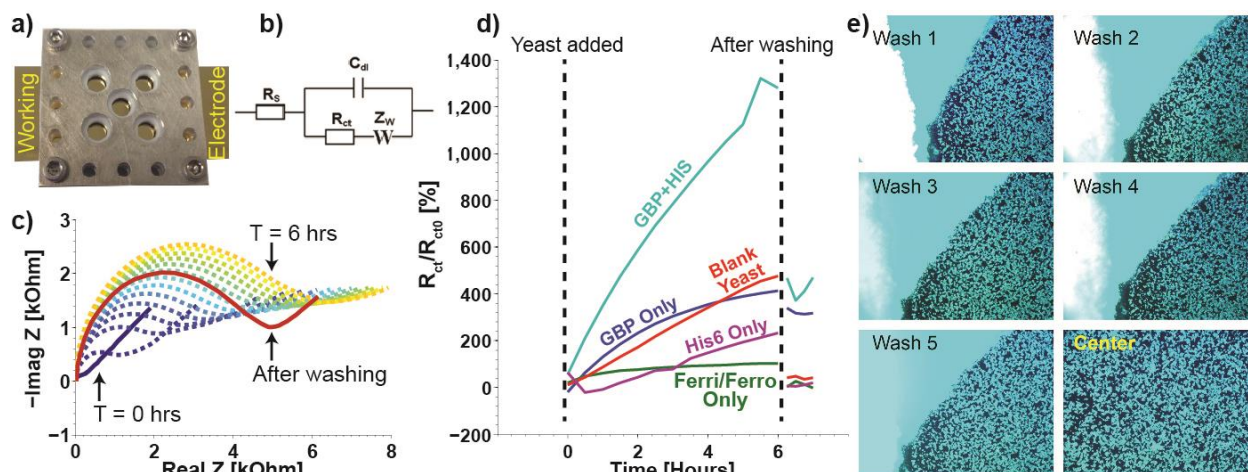 a)
Working
Electrode
b)
Cdl
Rs
Rct
Zw
W
c)
−Imag Z [kOhm]
3
2
1
0
−1
T = 6 hrs
T = 0 hrs
After washing
0
2
4
6
8
Real Z [kOhm]
d)
Yeast added
After washing
Rct/Rct0 [%]
1,400
1,200
1,000
800
600
400
200
0
−200
GBP+HIS
Blank
Yeast
GBP Only
His6 Only
Ferri/Ferro
Only
0
2
4
6
Time [Hours]
e)
Wash 1
Wash 2
Wash 3
Wash 4
Wash 5
Center